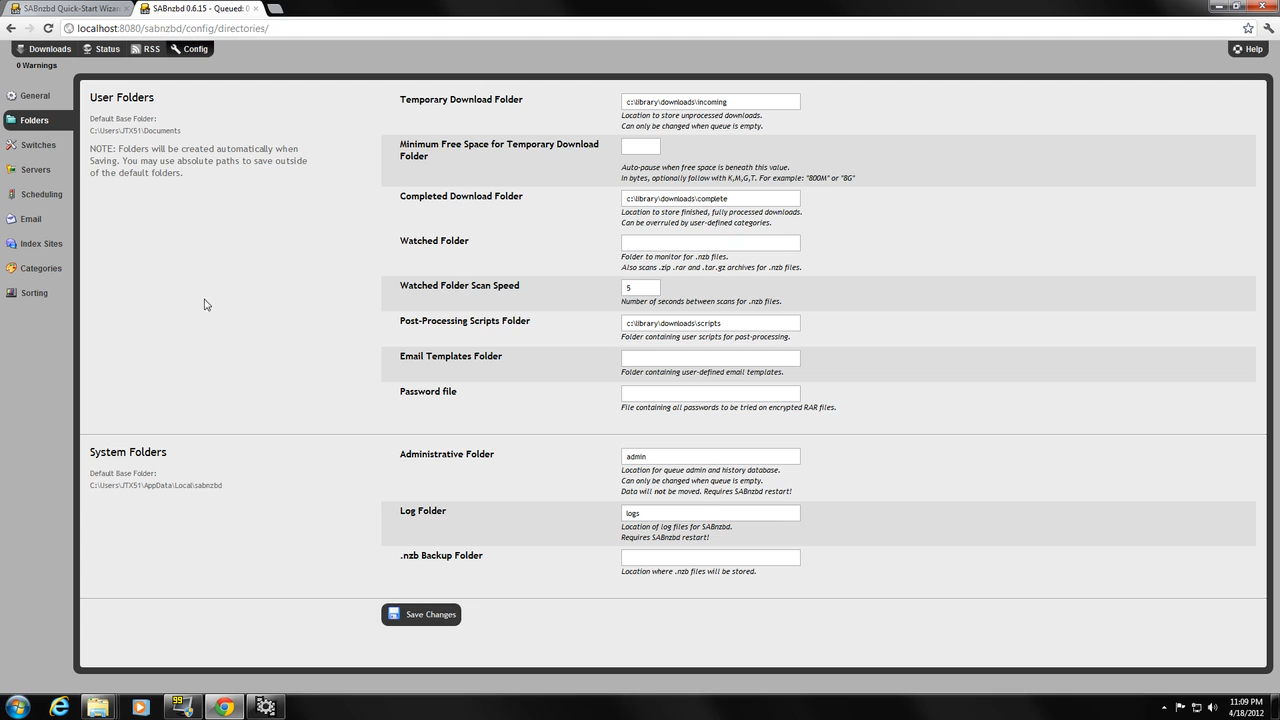 SABnzbd Quick-Start Wizar
SABnzbd 0.6.15 - Queued: 0
localhost:8080/sabnzbd/config/directories/
Downloads
Status
RSS
Config
Help
0 Warnings
General
Folders
Switches
Servers
Scheduling
Email
Index Sites
Categories
Sorting
User Folders
Default Base Folder:
C:\Users\JTX51\Documents
NOTE: Folders will be created automatically when
Saving. You may use absolute paths to save outside
of the default folders.
Temporary Download Folder
c:\library\downloads\incoming
Location to store unprocessed downloads.
Can only be changed when queue is empty.
Minimum Free Space for Temporary Download
Folder
Auto-pause when free space is beneath this value.
In bytes, optionally follow with K,M,G,T. For example: "800M" or "8G"
Completed Download Folder
c:\library\downloads\complete
Location to store finished, fully processed downloads.
Can be overruled by user-defined categories.
Watched Folder
Folder to monitor for .nzb files.
Also scans .zip .rar and .tar.gz archives for .nzb files.
Watched Folder Scan Speed
5
Number of seconds between scans for .nzb files.
Post-Processing Scripts Folder
c:\library\downloads\scripts
Folder containing user scripts for post-processing.
Email Templates Folder
Folder containing user-defined email templates.
Password file
File containing all passwords to be tried on encrypted RAR files.
System Folders
Default Base Folder:
C:\Users\JTX51\AppData\Local\sabnzbd
Administrative Folder
admin
Location for queue admin and history database.
Can only be changed when queue is empty.
Data will not be moved. Requires SABnzbd restart!
Log Folder
logs
Location of log files for SABnzbd.
Requires SABnzbd restart!
.nzb Backup Folder
Location where .nzb files will be stored.
Save Changes
99
11:09 PM
4/18/2012